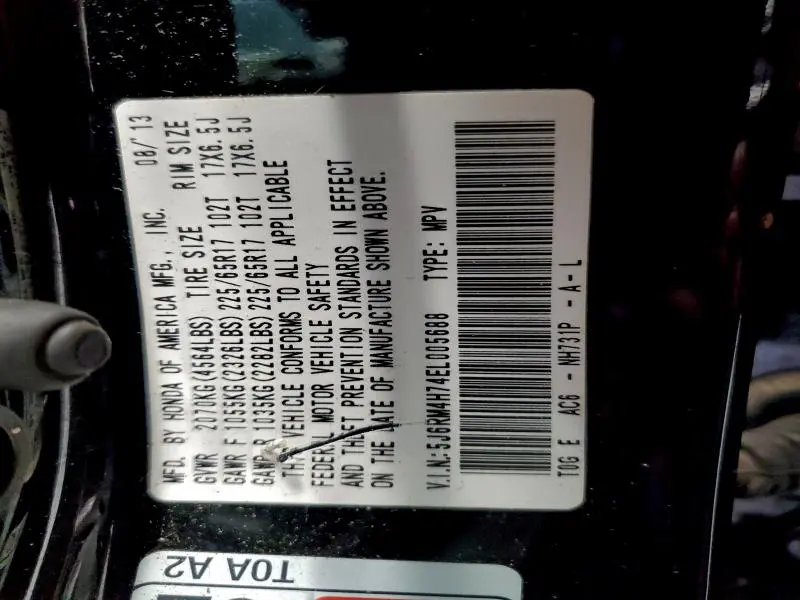 MFD. BY HONDA OF AMERICA MFG., INC. 08/'13
GVWR 2070KG(4564LBS) TIRE SIZE RIM SIZE
GAWR F 1055KG(2326LBS) 225/65R17 102T 17X6.5J
GAWR R 1035KG(2282LBS) 225/65R17 102T 17X6.5J
THIS VEHICLE CONFORMS TO ALL APPLICABLE
FEDERAL MOTOR VEHICLE SAFETY
AND THEFT PREVENTION STANDARDS IN EFFECT
ON THE DATE OF MANUFACTURE SHOWN ABOVE.
V.I.N.: 5J6RM4H74EL005688 TYPE: MPV
T0G E AC6 - NH731P - A - L
T0A A2